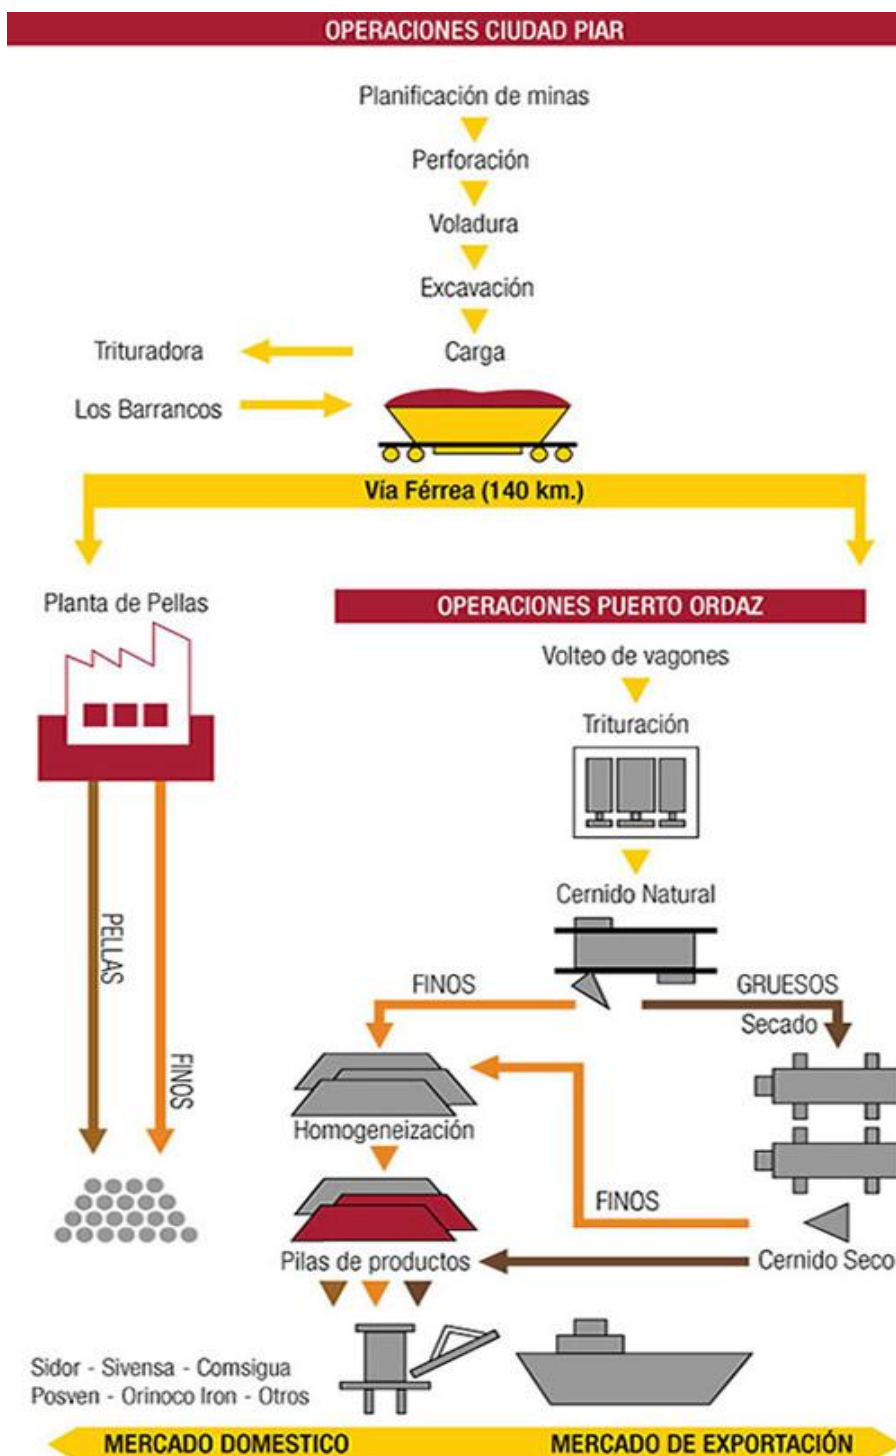 OPERACIONES CIUDAD PIAR
Planificación de minas
Perforación
Voladura
Excavación
Trituradora
Carga
Los Barrancos
Vía Férrea (140 km.)
Planta de Pellas
OPERACIONES PUERTO ORDAZ
Volteo de vagones
Trituración
Cernido Natural
PELLAS
FINOS
FINOS
GRUESOS
Secado
Homogeneización
FINOS
Pilas de productos
Cernido Seco
Sidor - Sivensa - Comsigua
Posven - Orinoco Iron - Otros
MERCADO DOMESTICO
MERCADO DE EXPORTACIÓN